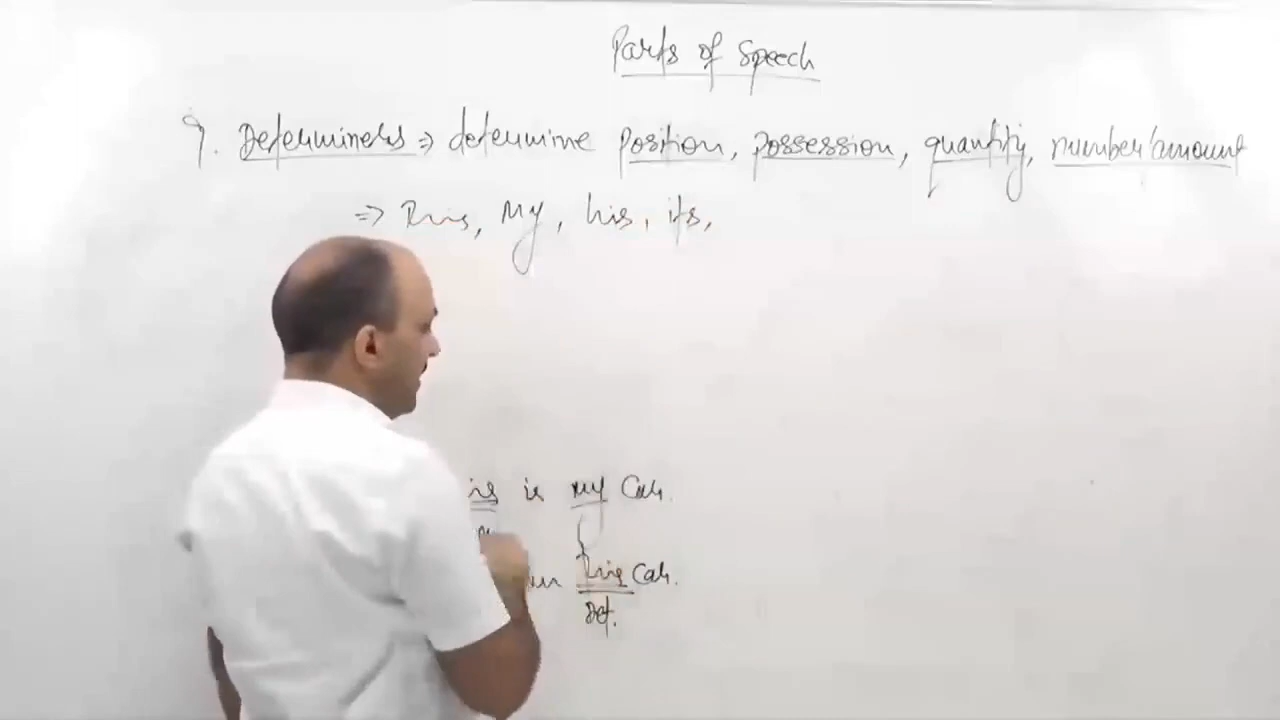 Parts of Speech
9. Determiners ⇒ determine position, possession, quantity, number/amount
⇒ This, My, his, its,
is my Car.
This Car.
Det.